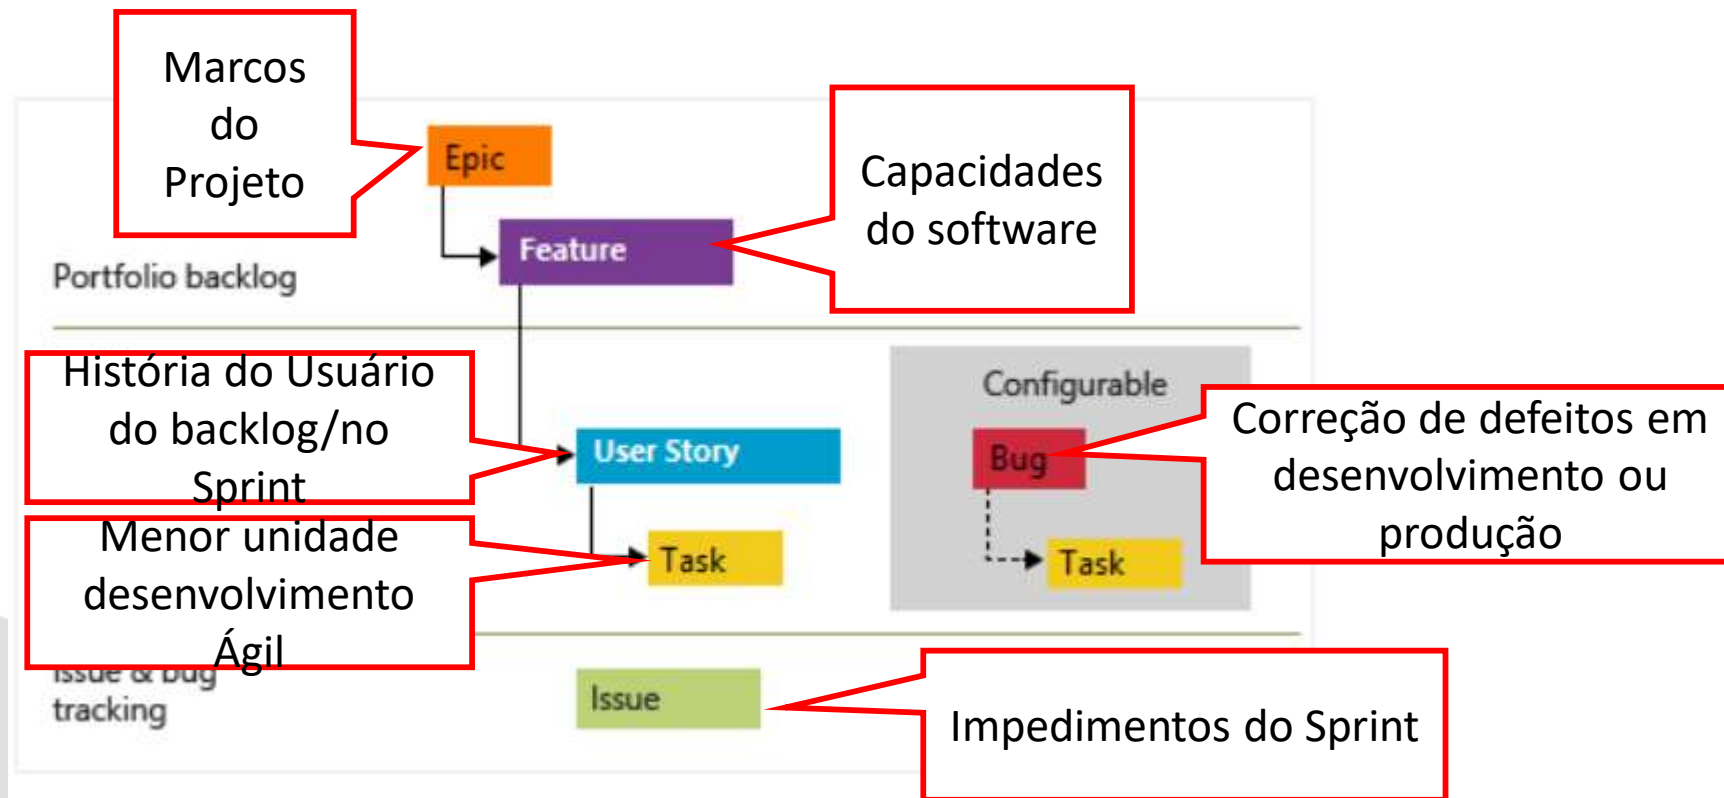 Marcos
do
Projeto
Epic
Capacidades
do software
Feature
Portfolio backlog
História do Usuário
do backlog/no
Sprint
Configurable
User Story
Bug
Correção de defeitos em
desenvolvimento ou
produção
Menor unidade
desenvolvimento
Ágil
Task
Task
Issue & bug
tracking
Issue
Impedimentos do Sprint